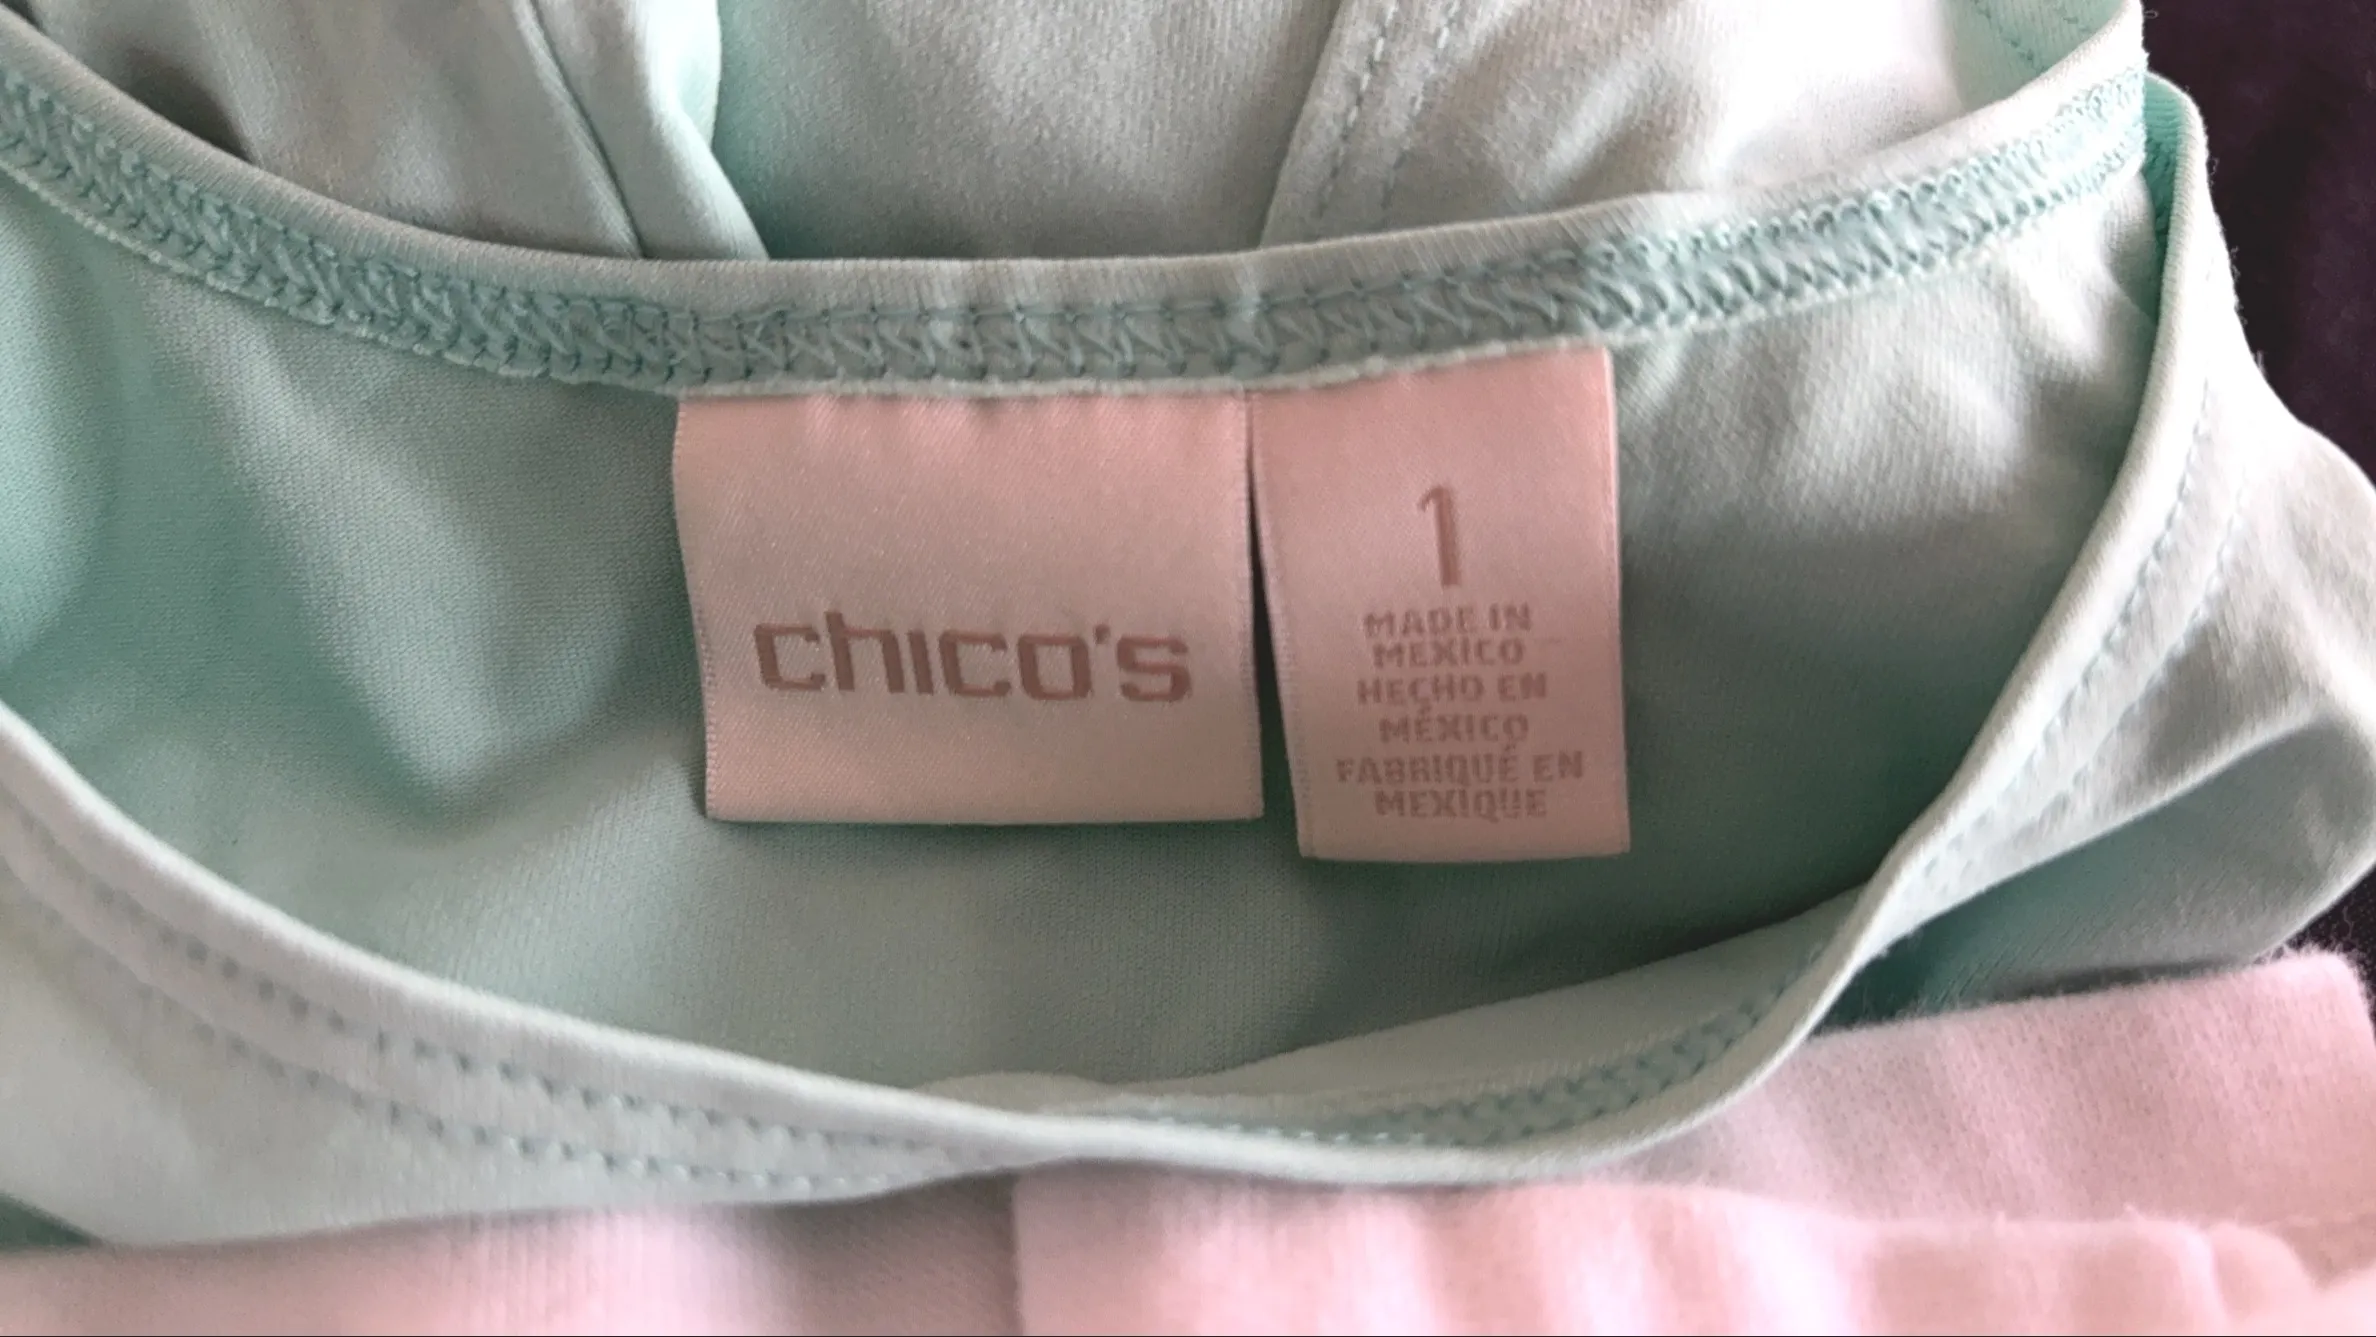 chico's
1
MADE IN
MEXICO
HECHO EN
MÉXICO
FABRIQUÉ EN
MEXIQUE